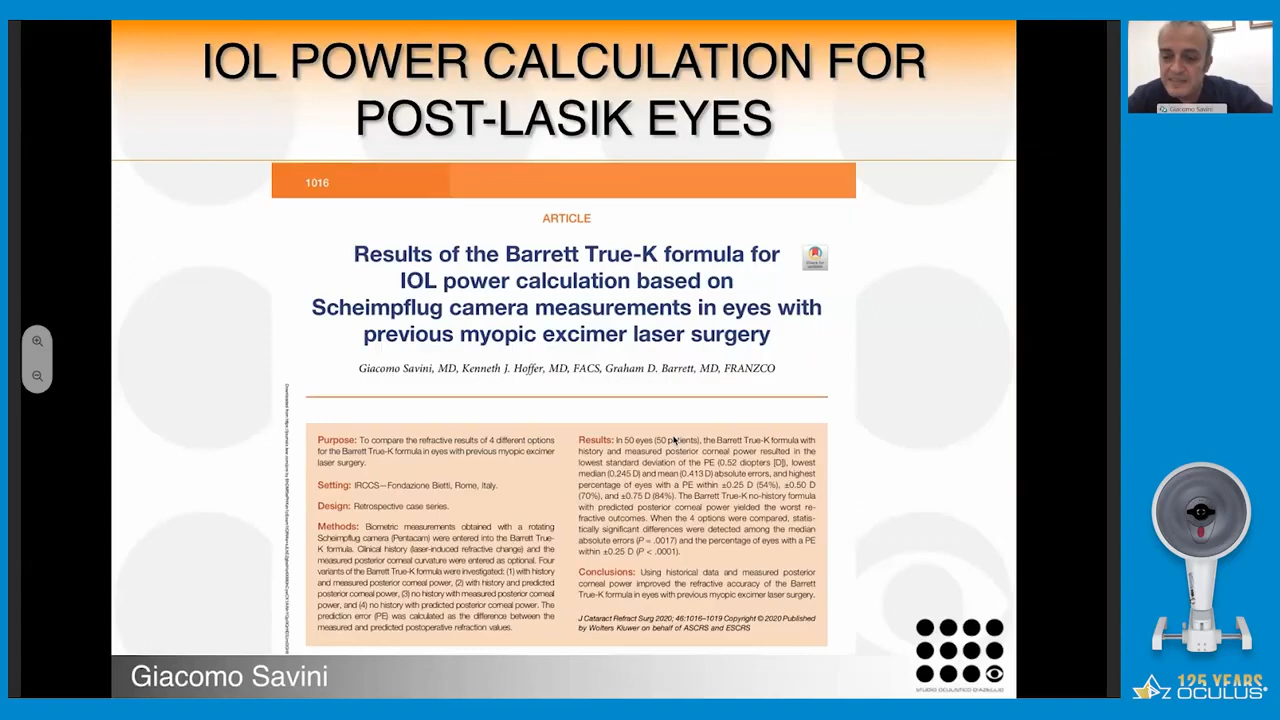 IOL POWER CALCULATION FOR
POST-LASIK EYES
Giacomo Savini
1016
ARTICLE
Results of the Barrett True-K formula for
IOL power calculation based on
Scheimpflug camera measurements in eyes with
previous myopic excimer laser surgery
Giacomo Savini, MD, Kenneth J. Hoffer, MD, FACS, Graham D. Barrett, MD, FRANZCO
Purpose: To compare the refractive results of 4 different options
for the Barrett True-K formula in eyes with previous myopic excimer
laser surgery.
Setting: IRCCS—Fondazione Bietti, Rome, Italy.
Design: Retrospective case series.
Methods: Biometric measurements obtained with a rotating
Scheimpflug camera (Pentacam) were entered into the Barrett True-
K formula. Clinical history (laser-induced refractive change) and the
measured posterior corneal curvature were entered as optional. Four
variants of the Barrett True-K formula were investigated: (1) with history
and measured posterior corneal power, (2) with history and predicted
posterior corneal power, (3) no history with measured posterior corneal
power, and (4) no history with predicted posterior corneal power. The
prediction error (PE) was calculated as the difference between the
measured and predicted postoperative refraction values.
Results: In 50 eyes (50 patients), the Barrett True-K formula with
history and measured posterior corneal power resulted in the
lowest standard deviation of the PE (0.52 diopters [D]), lowest
median (0.245 D) and mean (0.413 D) absolute errors, and highest
percentage of eyes with a PE within ±0.25 D (54%), ±0.50 D
(70%), and ±0.75 D (84%). The Barrett True-K no-history formula
with predicted posterior corneal power yielded the worst re-
fractive outcomes. When the 4 options were compared, statis-
tically significant differences were detected among the median
absolute errors (P = .0017) and the percentage of eyes with a PE
within ±0.25 D (P < .0001).
Conclusions: Using historical data and measured posterior
corneal power improved the refractive accuracy of the Barrett
True-K formula in eyes with previous myopic excimer laser surgery.
J Cataract Refract Surg 2020; 46:1016–1019 Copyright © 2020 Published
by Wolters Kluwer on behalf of ASCRS and ESCRS
Giacomo Savini
STUDIO OCULISTICO D'AZEGLIO
125 YEARS
OCULUS®